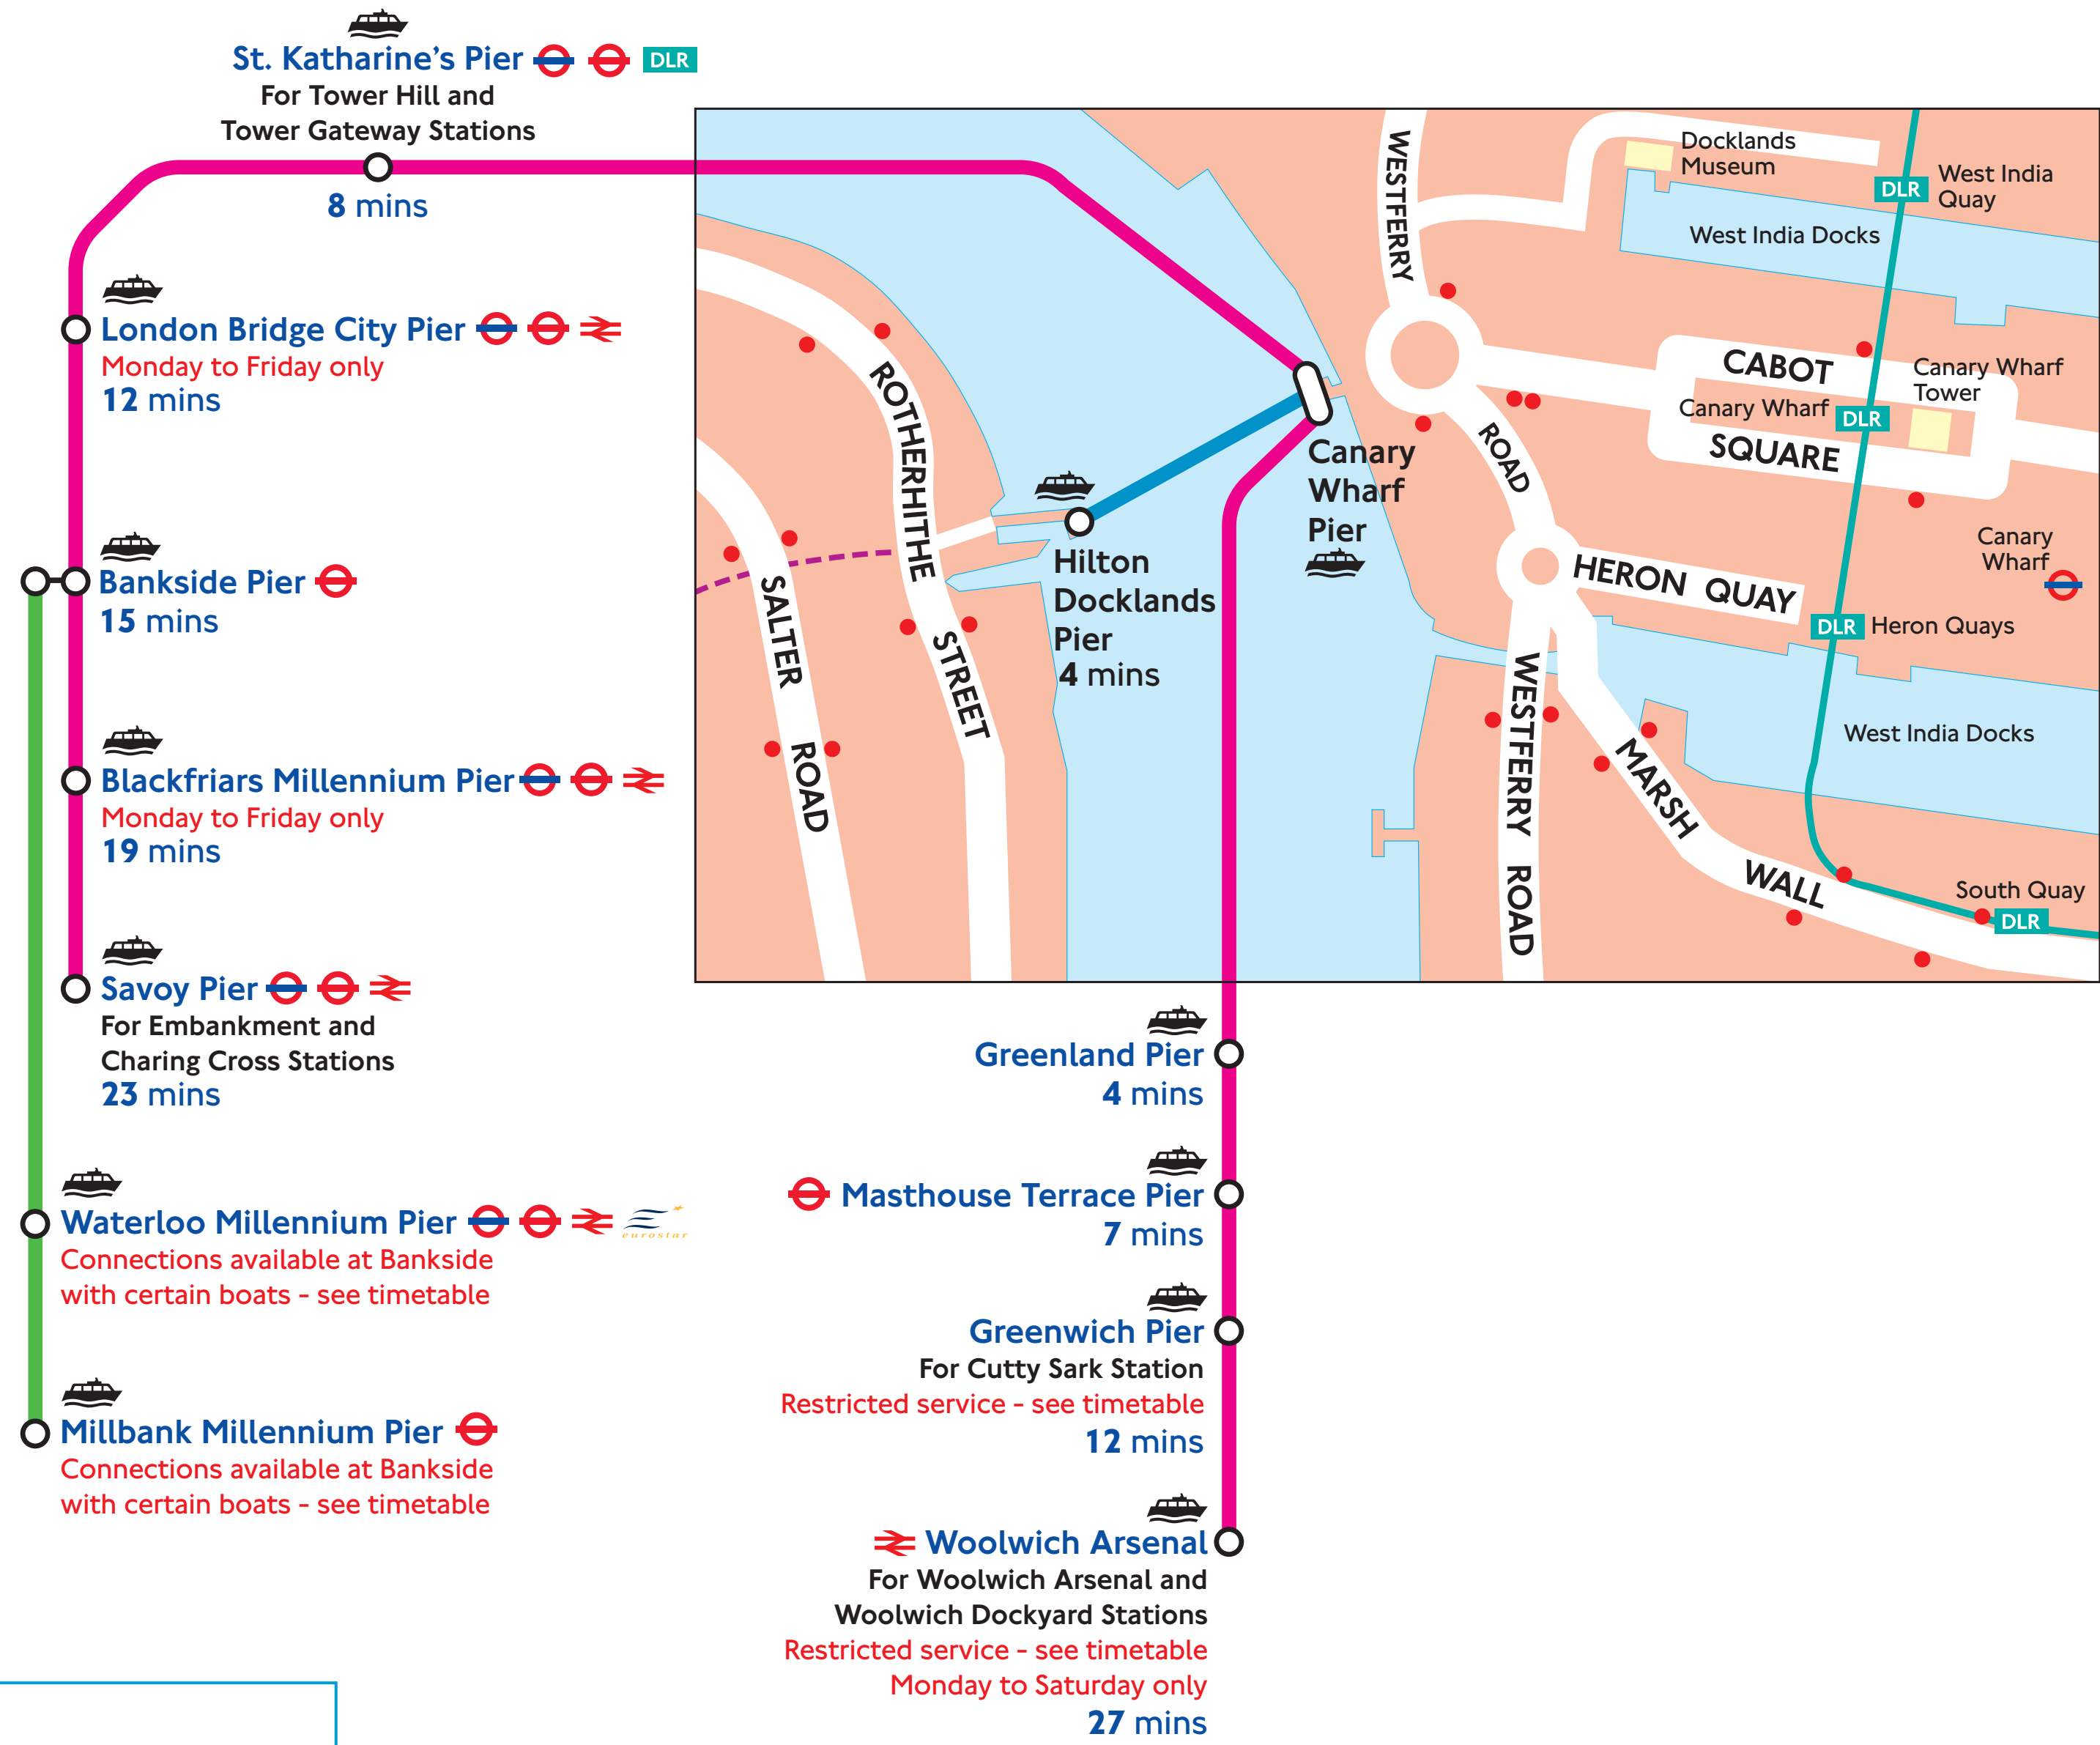 St. Katharine's Pier DLR
For Tower Hill and
Tower Gateway Stations
8 mins
London Bridge City Pier
Monday to Friday only
12 mins
Bankside Pier
15 mins
Blackfriars Millennium Pier
Monday to Friday only
19 mins
Savoy Pier
For Embankment and
Charing Cross Stations
23 mins
Waterloo Millennium Pier
eurostar
Connections available at Bankside
with certain boats - see timetable
Millbank Millennium Pier
Connections available at Bankside
with certain boats - see timetable
ROTHERHITHE
STREET
SALTER
ROAD
Hilton
Docklands
Pier
4 mins
Canary
Wharf
Pier
WESTFERRY
ROAD
Docklands
Museum
DLR
West India
Quay
West India Docks
CABOT
SQUARE
Canary Wharf
Tower
Canary Wharf DLR
Canary
Wharf
HERON QUAY
DLR Heron Quays
WESTFERRY
ROAD
MARSH
WALL
West India Docks
South Quay
DLR
Greenland Pier
4 mins
Masthouse Terrace Pier
7 mins
Greenwich Pier
For Cutty Sark Station
Restricted service - see timetable
12 mins
Woolwich Arsenal
For Woolwich Arsenal and
Woolwich Dockyard Stations
Restricted service - see timetable
Monday to Saturday only
27 mins